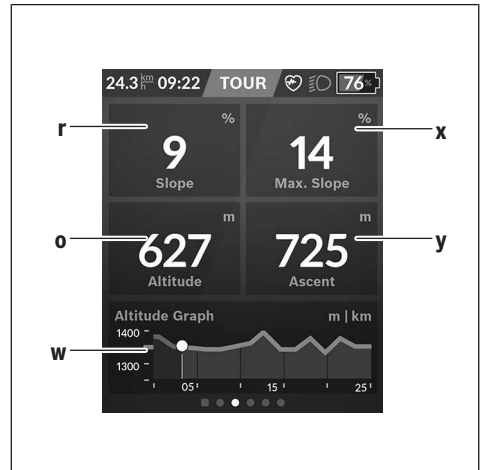 24.3 km/h 09:22 TOUR 76%
r % % x
9 14
Slope Max. Slope
o m m y
627 725
Altitude Ascent
Altitude Graph m | km
1400
w
1300
05 15 25